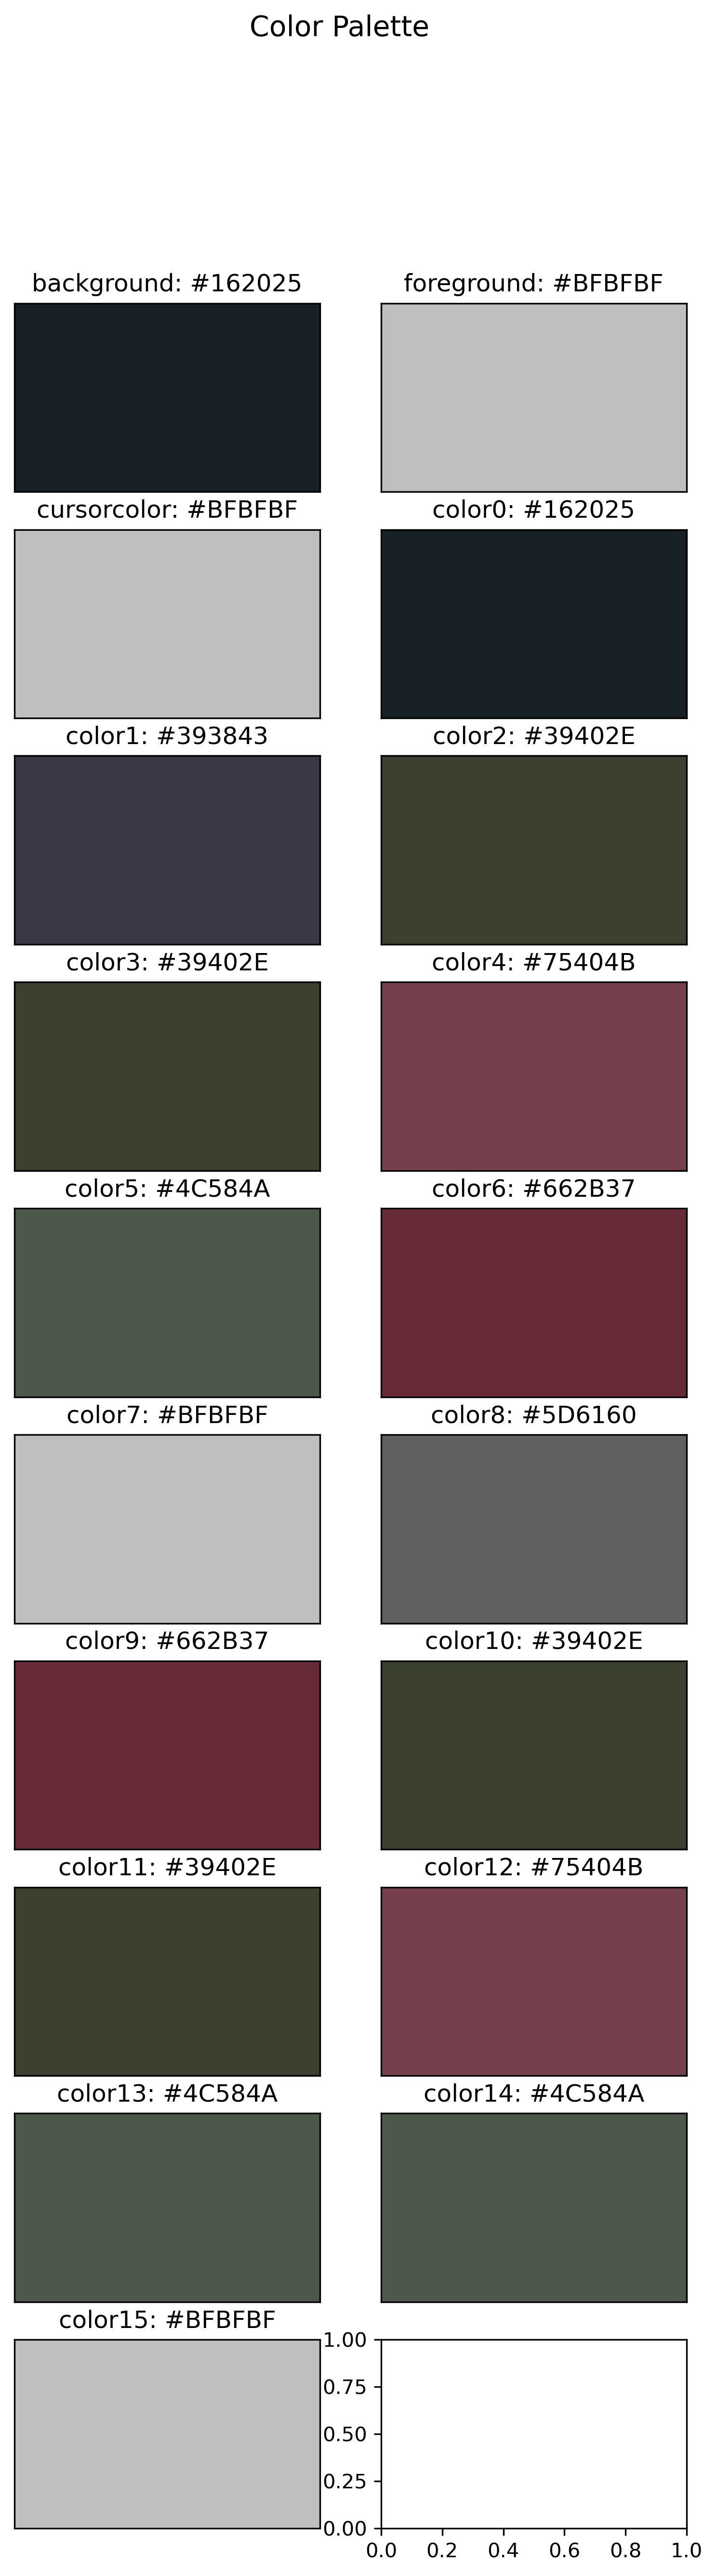 Color Palette
background: #162025
foreground: #BFBFBF
cursorcolor: #BFBFBF
color0: #162025
color1: #393843
color2: #39402E
color3: #39402E
color4: #75404B
color5: #4C584A
color6: #662B37
color7: #BFBFBF
color8: #5D6160
color9: #662B37
color10: #39402E
color11: #39402E
color12: #75404B
color13: #4C584A
color14: #4C584A
color15: #BFBFBF
1.00
0.75
0.50
0.25
0.00
0.0 0.2 0.4 0.6 0.8 1.0